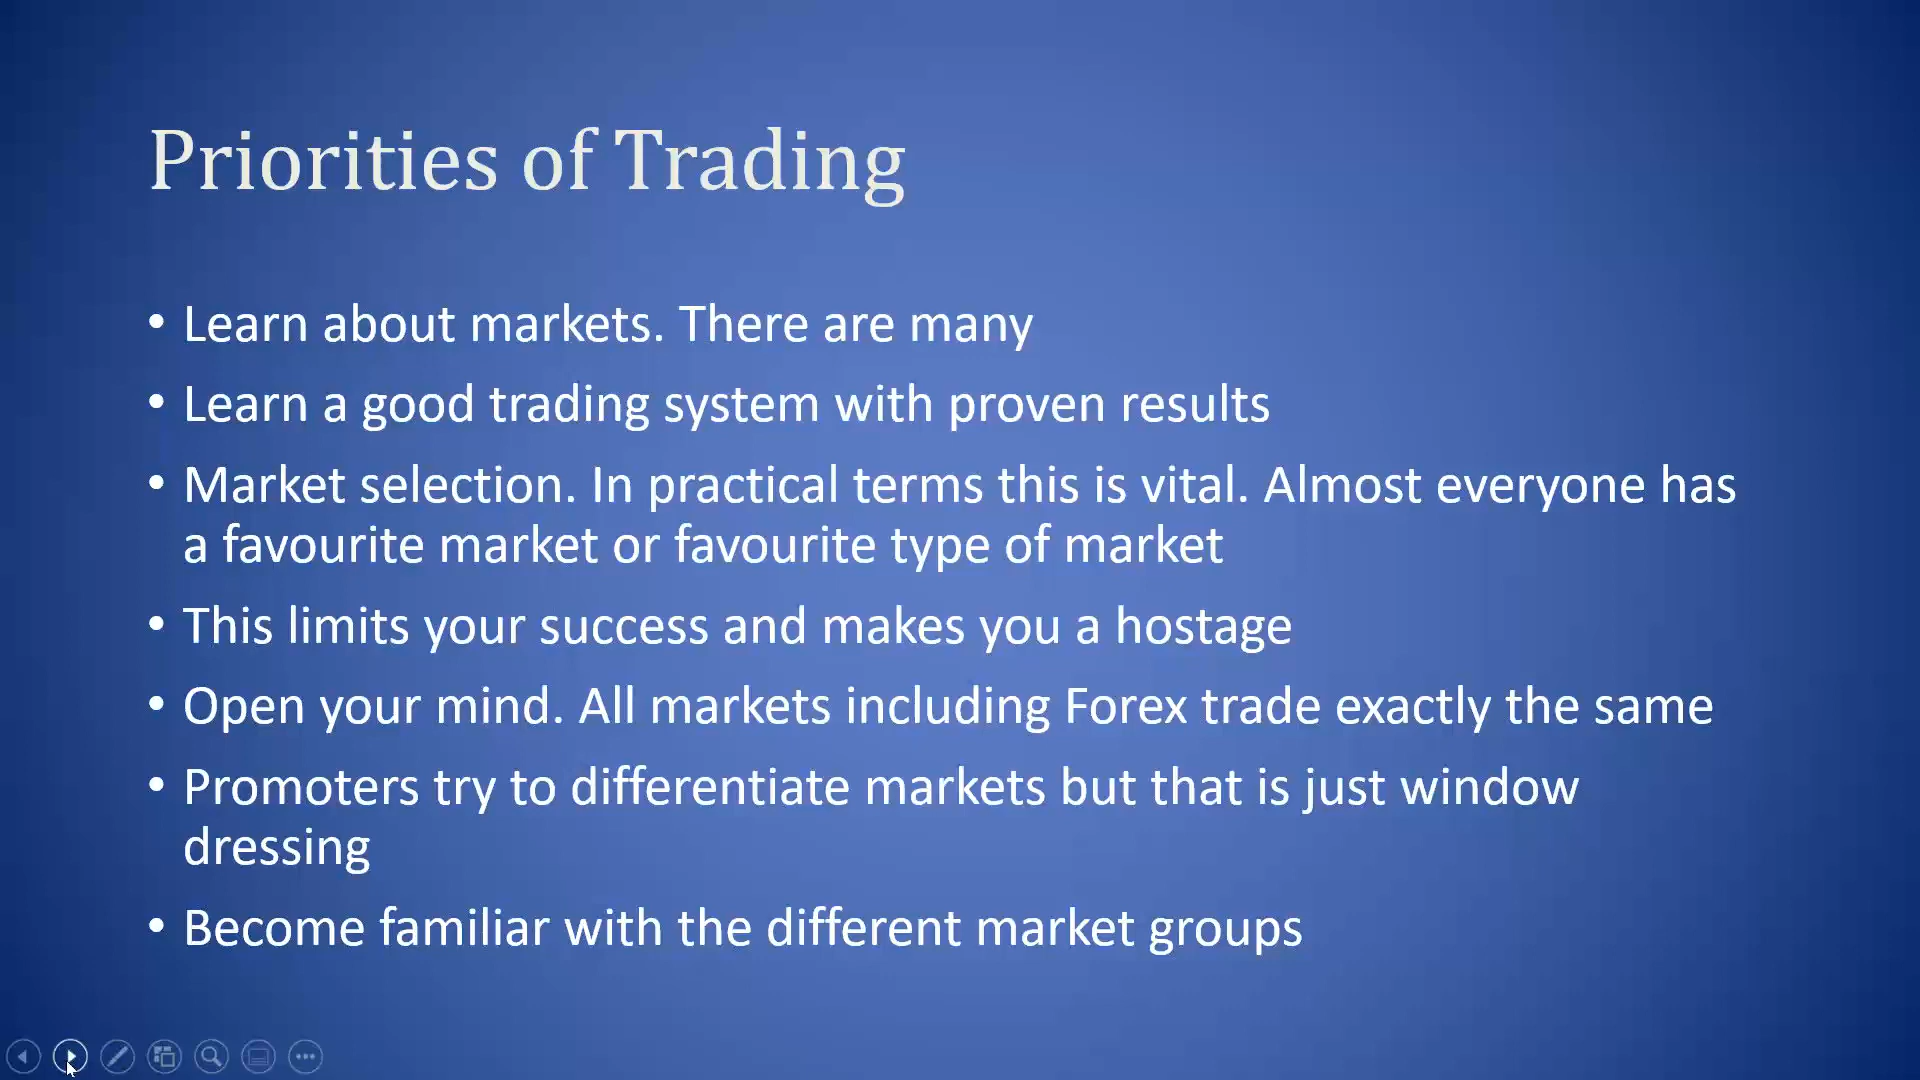 Priorities of Trading
• Learn about markets. There are many
• Learn a good trading system with proven results
• Market selection. In practical terms this is vital. Almost everyone has
a favourite market or favourite type of market
• This limits your success and makes you a hostage
• Open your mind. All markets including Forex trade exactly the same
• Promoters try to differentiate markets but that is just window
dressing
• Become familiar with the different market groups